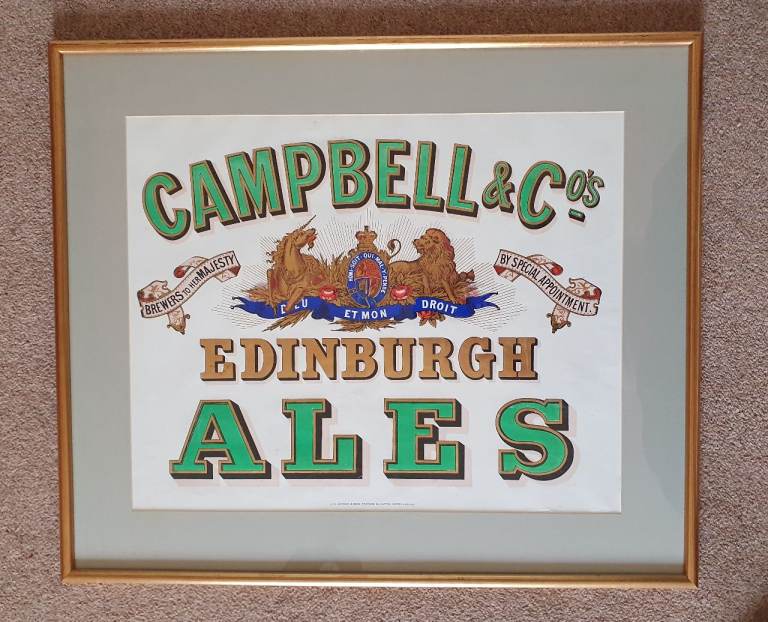 CAMPBELL & CO'S
BREWERS TO HER MAJESTY
HONI·SOIT·QUI·MAL·Y·PENSE
BY SPECIAL APPOINTMENT.
DIEU ET MON DROIT
EDINBURGH
ALES